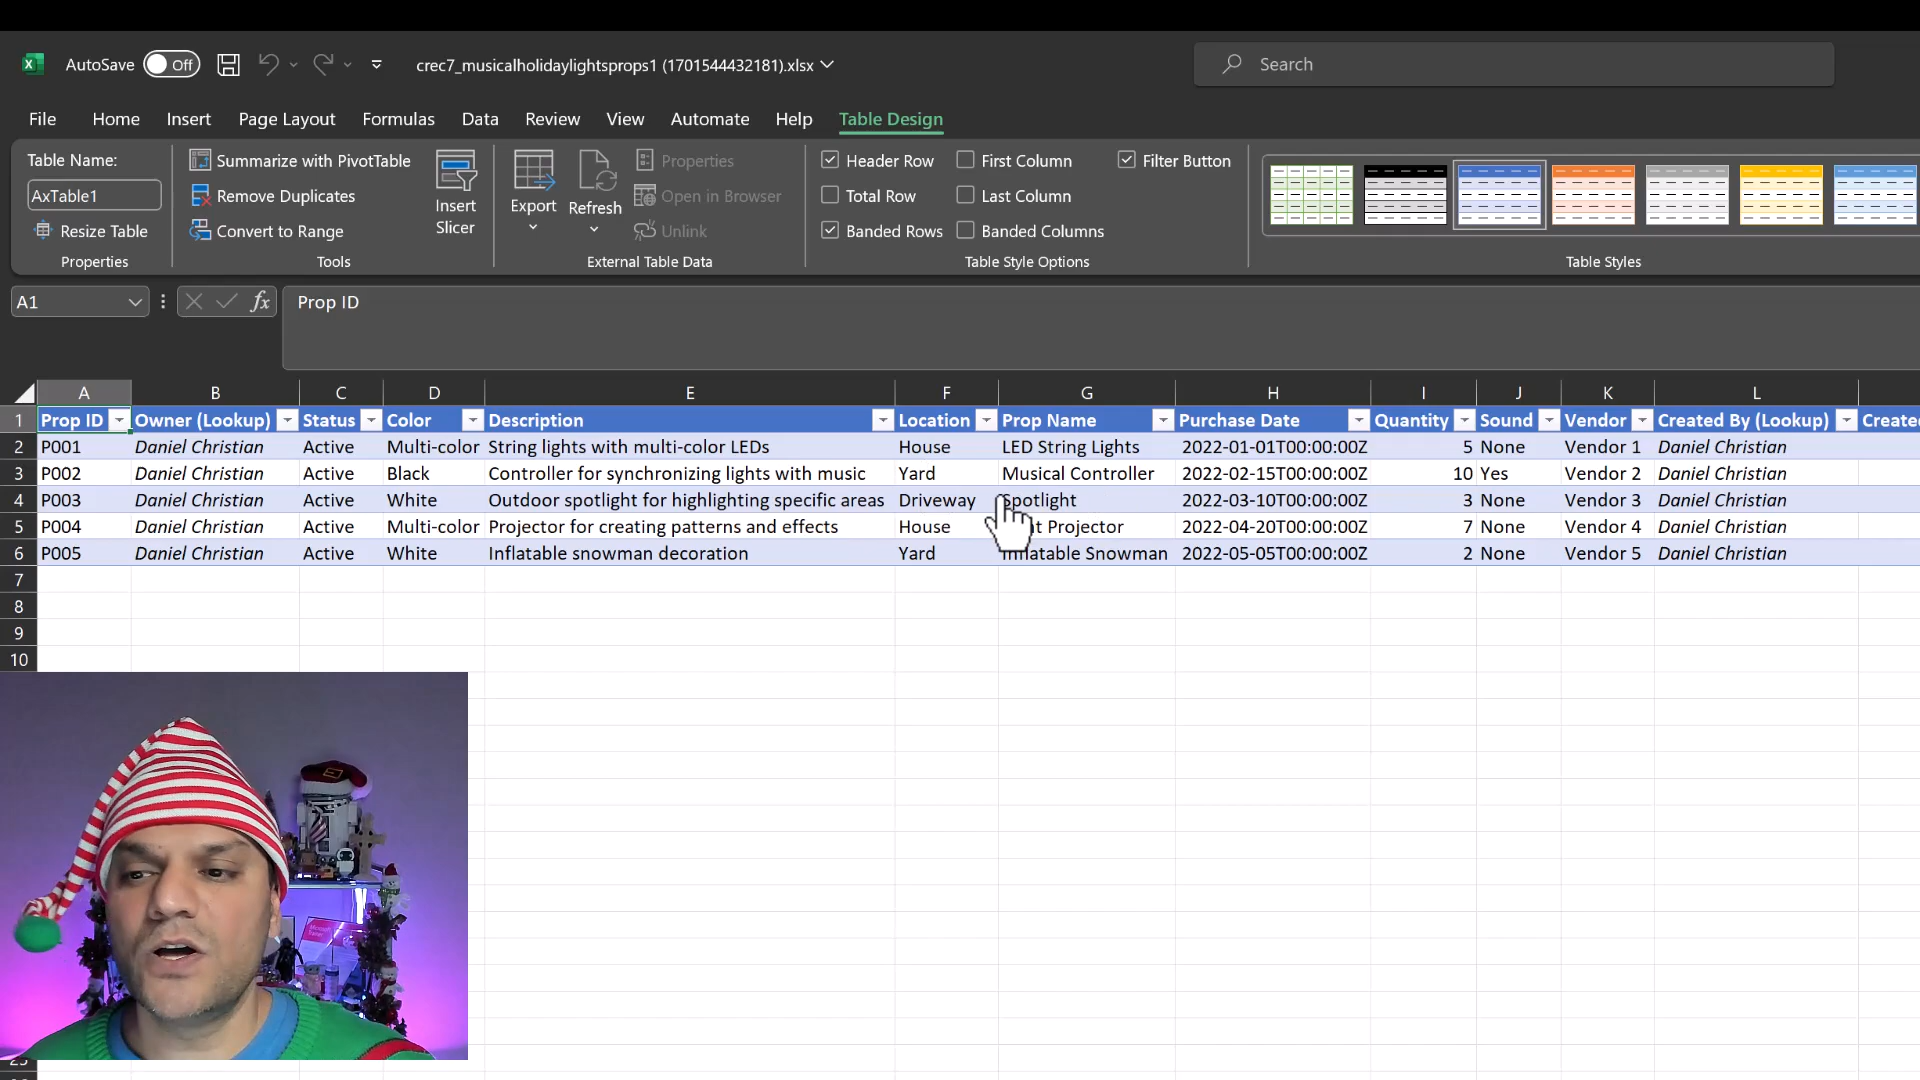 AutoSave Off crec7_musicalholidaylightsprops1 (1701544432181).xlsx Search
File Home Insert Page Layout Formulas Data Review View Automate Help Table Design
Table Name:
AxTable1
Resize Table
Properties
Summarize with PivotTable
Remove Duplicates
Convert to Range
Tools
Insert
Slicer
Export
Refresh
Properties
Open in Browser
Unlink
External Table Data
Header Row First Column Filter Button
Total Row Last Column
Banded Rows Banded Columns
Table Style Options
Table Styles
A1 fx Prop ID
A B C D E F G H I J K L
1 Prop ID Owner (Lookup) Status Color Description Location Prop Name Purchase Date Quantity Sound Vendor Created By (Lookup) Create
2 P001 Daniel Christian Active Multi-color String lights with multi-color LEDs House LED String Lights 2022-01-01T00:00:00Z 5 None Vendor 1 Daniel Christian
3 P002 Daniel Christian Active Black Controller for synchronizing lights with music Yard Musical Controller 2022-02-15T00:00:00Z 10 Yes Vendor 2 Daniel Christian
4 P003 Daniel Christian Active White Outdoor spotlight for highlighting specific areas Driveway Spotlight 2022-03-10T00:00:00Z 3 None Vendor 3 Daniel Christian
5 P004 Daniel Christian Active Multi-color Projector for creating patterns and effects House Projector 2022-04-20T00:00:00Z 7 None Vendor 4 Daniel Christian
6 P005 Daniel Christian Active White Inflatable snowman decoration Yard Inflatable Snowman 2022-05-05T00:00:00Z 2 None Vendor 5 Daniel Christian
7
8
9
10